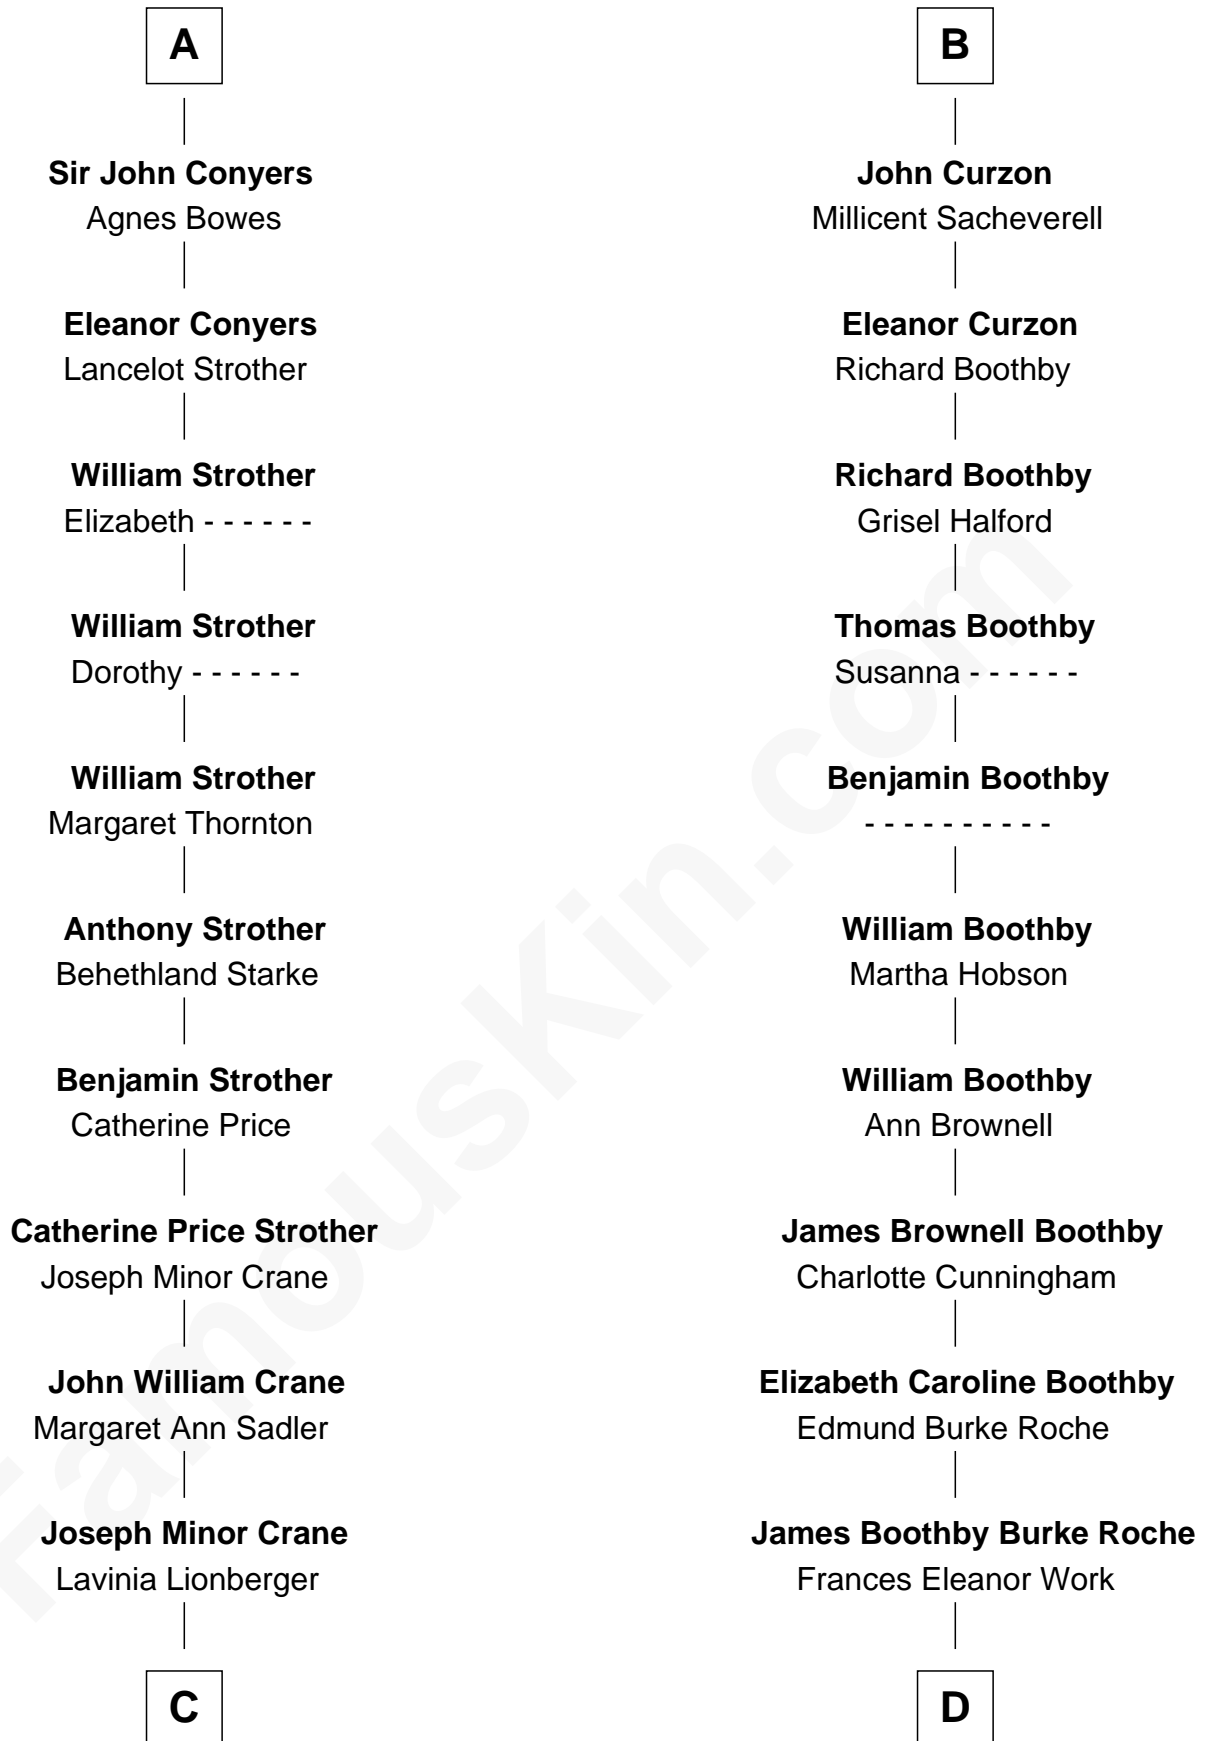 A
Sir John Conyers
Agnes Bowes
Eleanor Conyers
Lancelot Strother
William Strother
Elizabeth - - - - - -
William Strother
Dorothy - - - - - -
William Strother
Margaret Thornton
Anthony Strother
Behethland Starke
Benjamin Strother
Catherine Price
Catherine Price Strother
Joseph Minor Crane
John William Crane
Margaret Ann Sadler
Joseph Minor Crane
Lavinia Lionberger
C
B
John Curzon
Millicent Sacheverell
Eleanor Curzon
Richard Boothby
Richard Boothby
Grisel Halford
Thomas Boothby
Susanna - - - - - -
Benjamin Boothby
- - - - - - - - - -
William Boothby
Martha Hobson
William Boothby
Ann Brownell
James Brownell Boothby
Charlotte Cunningham
Elizabeth Caroline Boothby
Edmund Burke Roche
James Boothby Burke Roche
Frances Eleanor Work
D
FamousKin.com